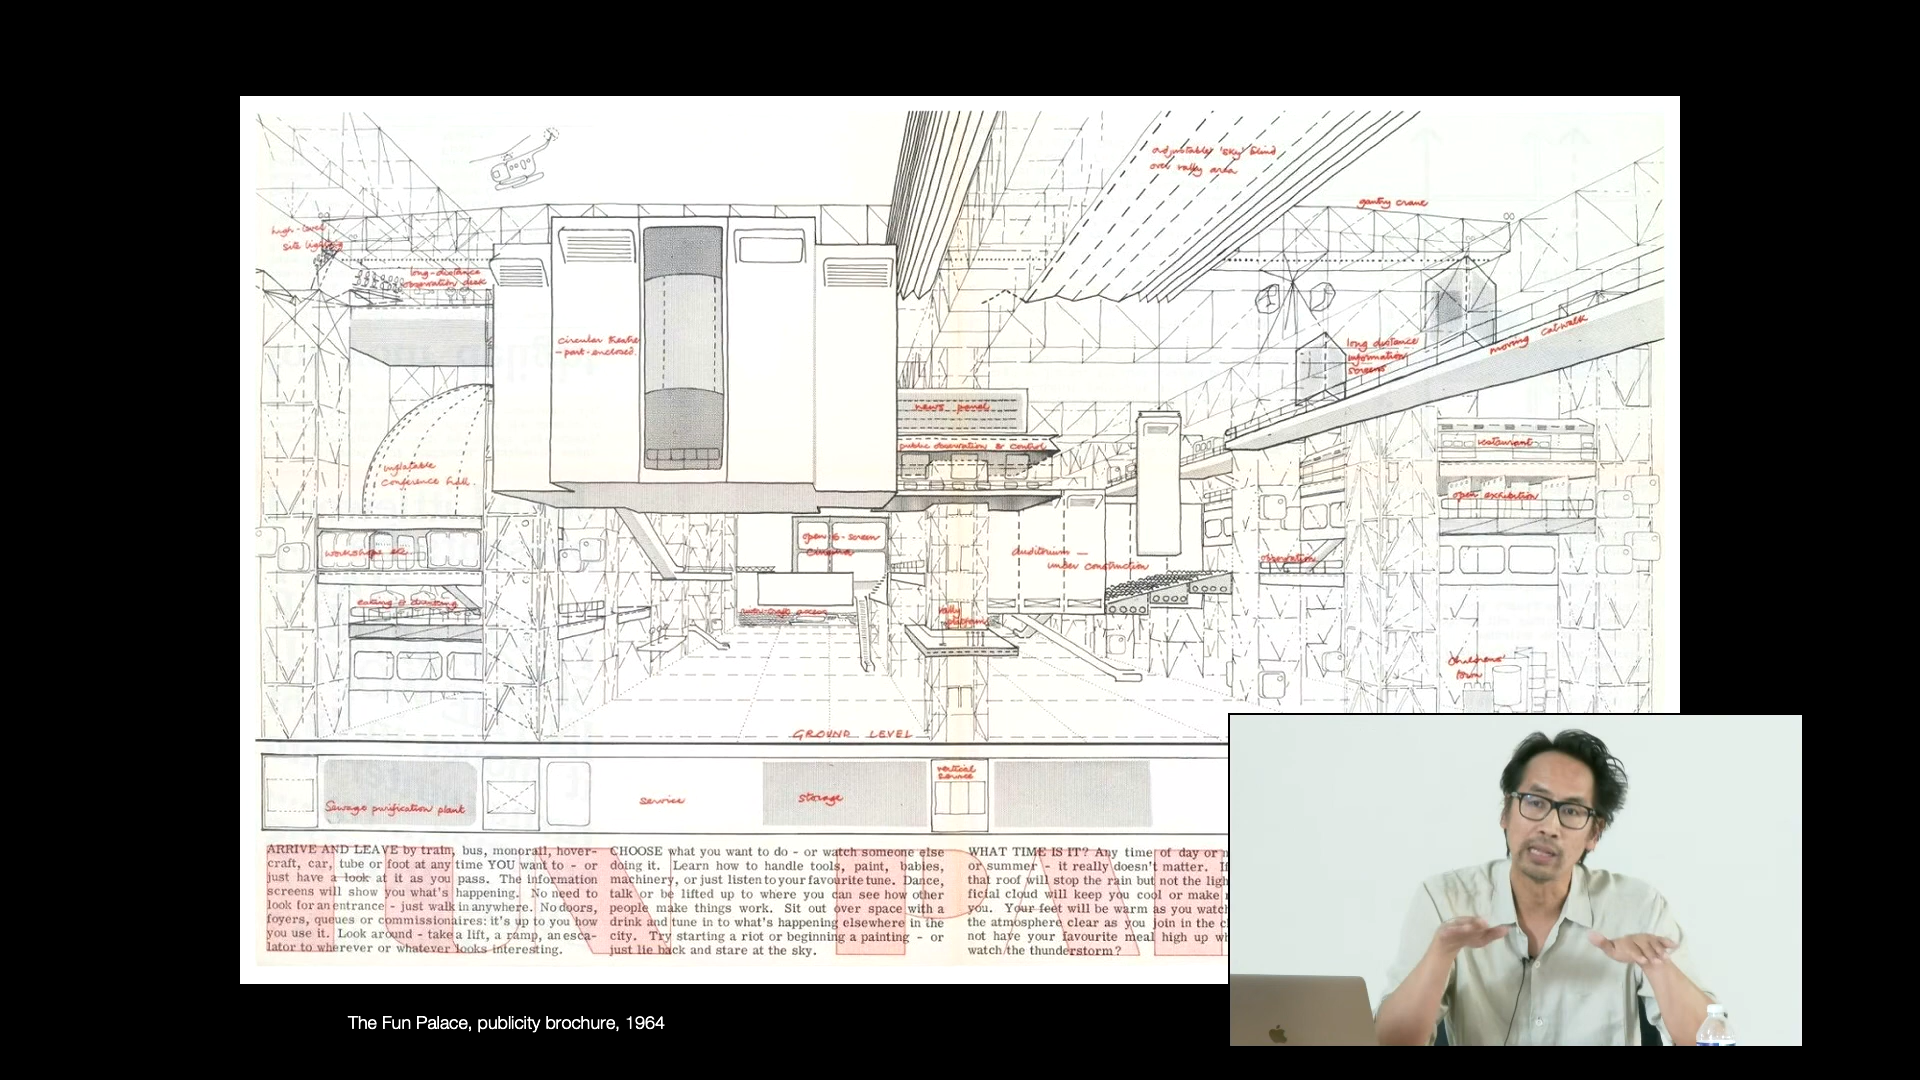 adjustable 'sky' blind
over rally area
gantry crane
high-level
site lighting
long-distance
observation deck
circular theatre
-part-enclosed.
long distance
information
screens
moving catwalk
news panel
public observation & control
restaurant
inflatable
conference hall.
open exhibition
workshops etc.
open 6-screen
cinema
auditorium —
under construction
observation
eating & drinking
rally
platform
childrens'
town
GROUND LEVEL
Sewage purification plant
service
storage
vertical
service
FUN PAL
ARRIVE AND LEAVE by train, bus, monorail, hover-
craft, car, tube or foot at any time YOU want to - or
just have a look at it as you pass. The information
screens will show you what's happening. No need to
look for an entrance - just walk in anywhere. No doors,
foyers, queues or commissionaires: it's up to you how
you use it. Look around - take a lift, a ramp, an esca-
lator to wherever or whatever looks interesting.
CHOOSE what you want to do - or watch someone else
doing it. Learn how to handle tools, paint, babies,
machinery, or just listen to your favourite tune. Dance,
talk or be lifted up to where you can see how other
people make things work. Sit out over space with a
drink and tune in to what's happening elsewhere in the
city. Try starting a riot or beginning a painting - or
just lie back and stare at the sky.
WHAT TIME IS IT? Any time of day or
or summer - it really doesn't matter.
that roof will stop the rain but not the
ficial cloud will keep you cool or make
you. Your feet will be warm as you
the atmosphere clear as you join in the
not have your favourite meal high up
watch the thunderstorm?
The Fun Palace, publicity brochure, 1964